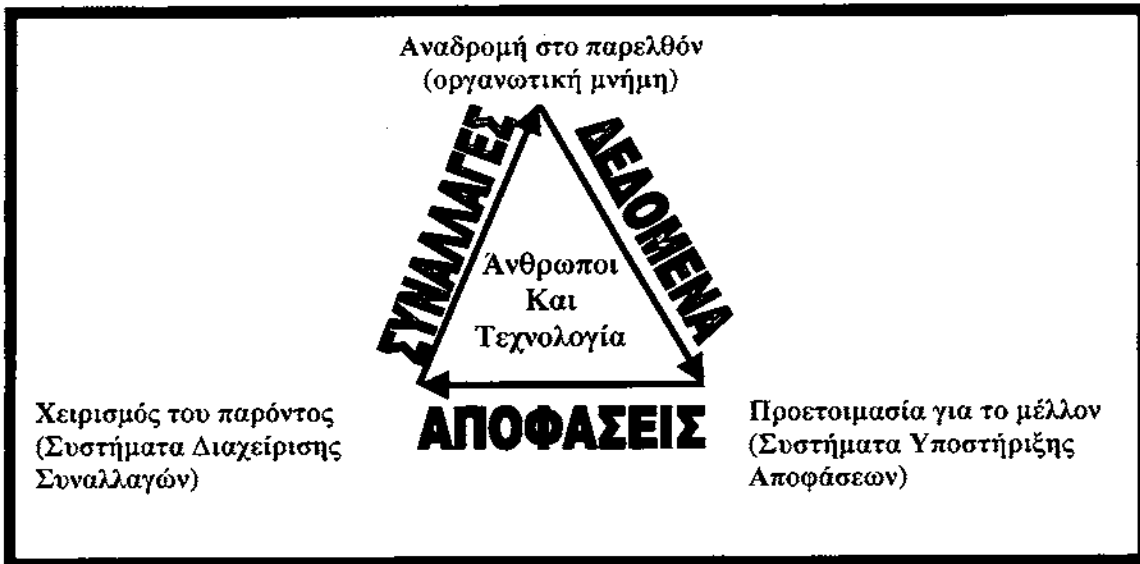 Αναδρομή στο παρελθόν
(οργανωτική μνήμη)
ΣΥΝΑΛΛΑΓΕΣ
ΔΕΔΟΜΕΝΑ
Άνθρωποι
Και
Τεχνολογία
ΑΠΟΦΑΣΕΙΣ
Χειρισμός του παρόντος
(Συστήματα Διαχείρισης
Συναλλαγών)
Προετοιμασία για το μέλλον
(Συστήματα Υποστήριξης
Αποφάσεων)